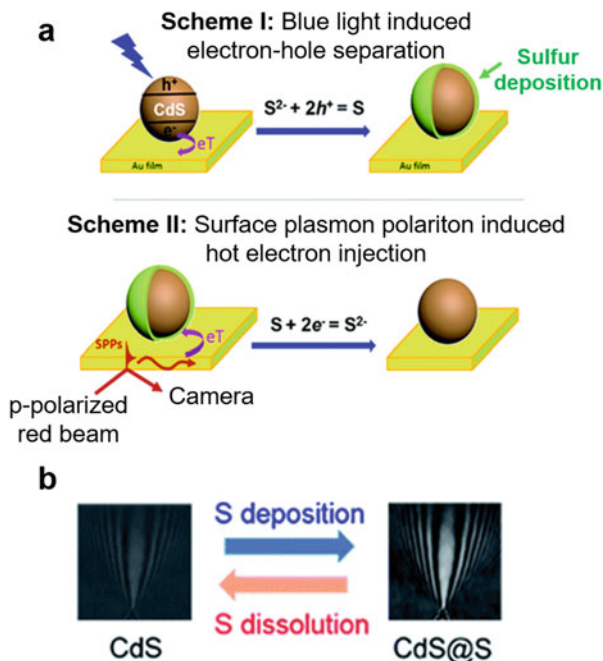 a
Scheme I: Blue light induced
electron-hole separation
h⁺
CdS
e⁻
eT
Au film
S²⁻ + 2h⁺ = S
Sulfur
deposition
Au film
Scheme II: Surface plasmon polariton induced
hot electron injection
SPPs
eT
S + 2e⁻ = S²⁻
Camera
p-polarized
red beam
b
S deposition
S dissolution
CdS
CdS@S